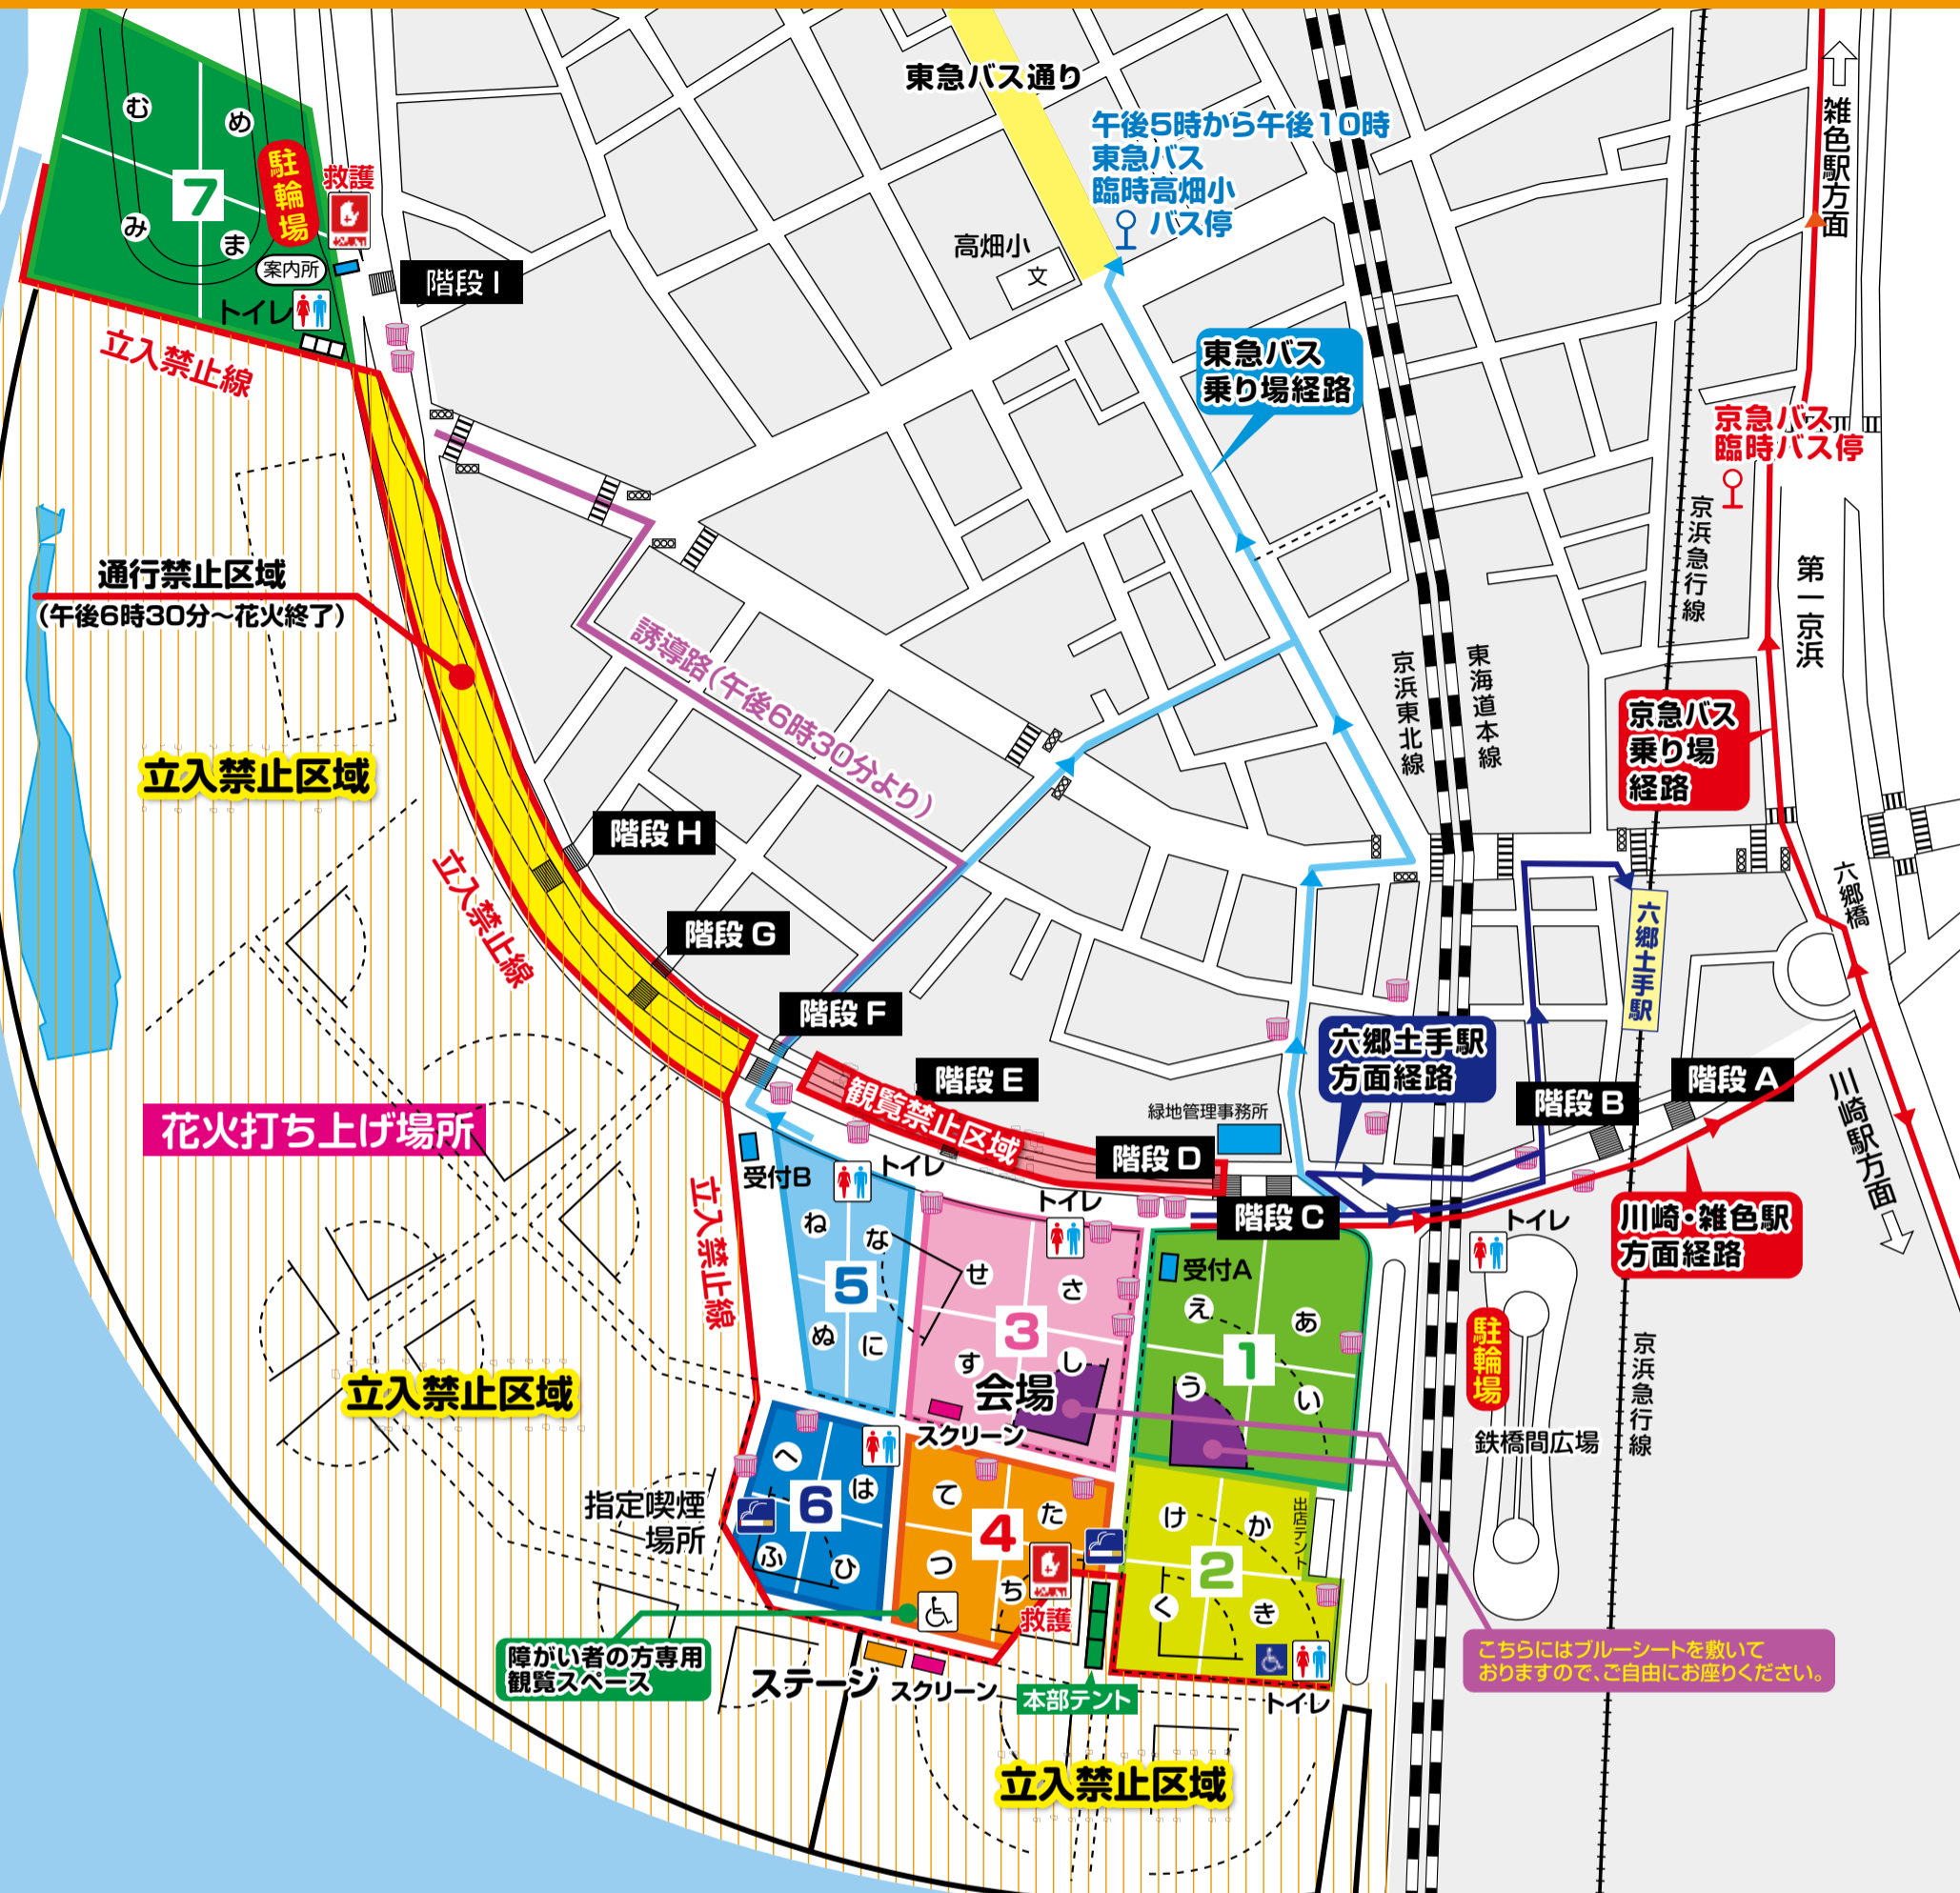 東急バス通り
午後5時から午後10時
東急バス
臨時高畑小
バス停
高畑小
文
雑色駅方面
む
め
み
ま
7
駐輪場
救護
案内所
トイレ
階段 I
立入禁止線
東急バス
乗り場経路
京急バス
臨時バス停
京浜急行線
第一京浜
通行禁止区域
(午後6時30分～花火終了)
誘導路(午後6時30分より)
京浜東北線
東海道本線
京急バス
乗り場
経路
立入禁止区域
階段 H
立入禁止線
階段 G
六郷橋
六郷土手駅
階段 F
六郷土手駅
方面経路
階段 E
階段 A
階段 B
観覧禁止区域
緑地管理事務所
花火打ち上げ場所
階段 D
川崎駅方面
受付B
トイレ
トイレ
階段 C
トイレ
川崎・雑色駅
方面経路
立入禁止線
ね
な
5
ぬ
に
せ
さ
3
す
し
会場
スクリーン
受付A
え
あ
1
う
い
駐輪場
京浜急行線
鉄橋間広場
立入禁止区域
指定喫煙
場所
へ
は
6
ふ
ひ
て
た
4
つ
ち
救護
け
か
2
く
き
出店テント
トイレ
障がい者の方専用
観覧スペース
ステージ
スクリーン
本部テント
こちらにはブルーシートを敷いて
おりますので、ご自由にお座りください。
立入禁止区域